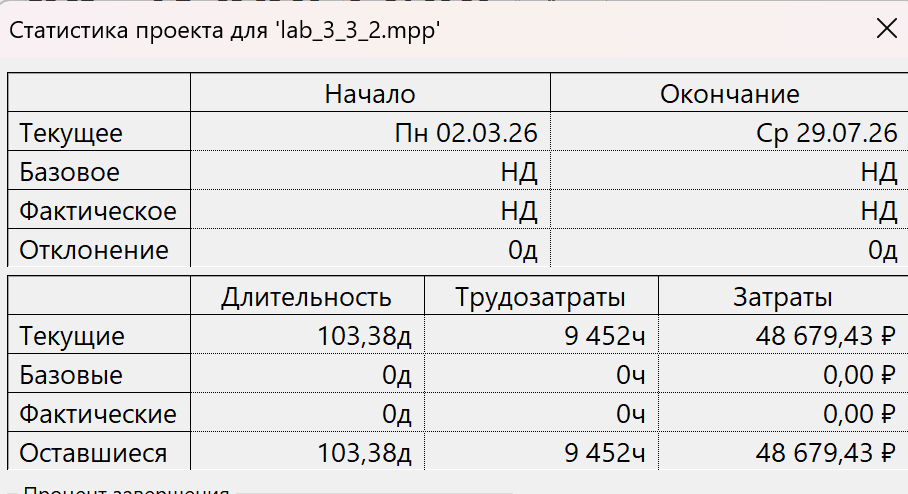 Статистика проекта для 'lab_3_3_2.mpp'
Начало Окончание
Текущее Пн 02.03.26 Ср 29.07.26
Базовое НД НД
Фактическое НД НД
Отклонение 0д 0д
Длительность Трудозатраты Затраты
Текущие 103,38д 9 452ч 48 679,43 ₽
Базовые 0д 0ч 0,00 ₽
Фактические 0д 0ч 0,00 ₽
Оставшиеся 103,38д 9 452ч 48 679,43 ₽
Процент завершения